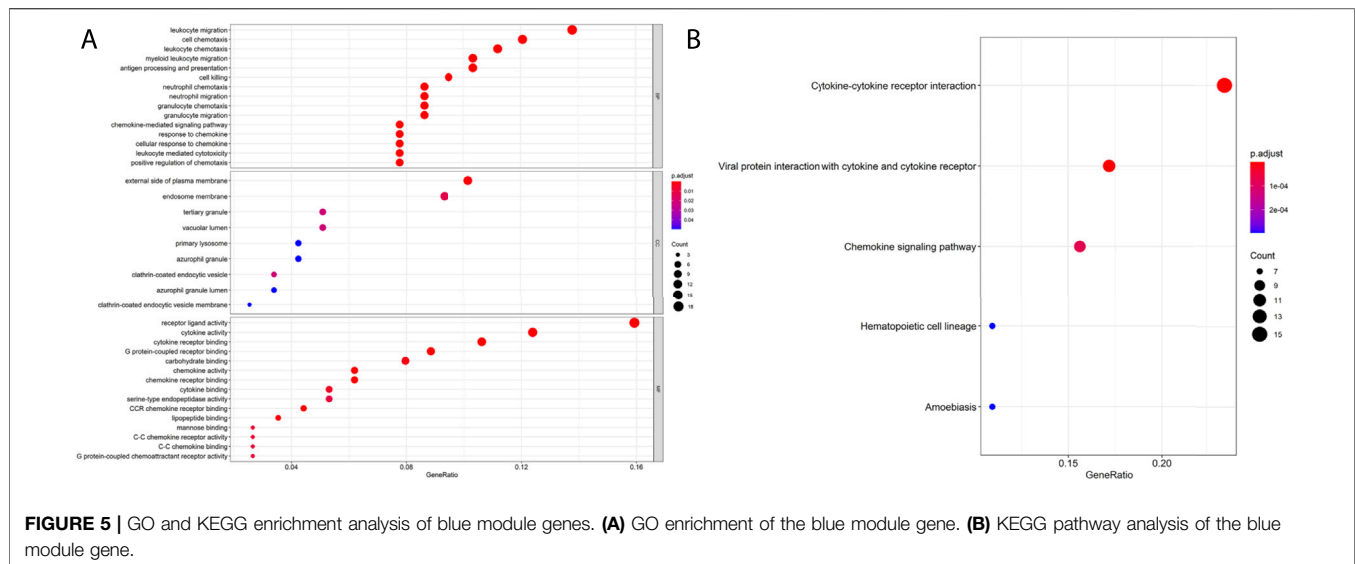 A
leukocyte migration
cell chemotaxis
leukocyte chemotaxis
myeloid leukocyte migration
antigen processing and presentation
cell killing
neutrophil chemotaxis
neutrophil migration
granulocyte chemotaxis
granulocyte migration
chemokine-mediated signaling pathway
response to chemokine
cellular response to chemokine
leukocyte mediated cytotoxicity
positive regulation of chemotaxis
BP
external side of plasma membrane
endosome membrane
tertiary granule
vacuolar lumen
primary lysosome
azurophil granule
clathrin-coated endocytic vesicle
azurophil granule lumen
clathrin-coated endocytic vesicle membrane
CC
receptor ligand activity
cytokine activity
cytokine receptor binding
G protein-coupled receptor binding
carbohydrate binding
chemokine activity
chemokine receptor binding
cytokine binding
serine-type endopeptidase activity
CCR chemokine receptor binding
lipopeptide binding
mannose binding
C-C chemokine receptor activity
C-C chemokine binding
G protein-coupled chemoattractant receptor activity
MF
0.04 0.08 0.12 0.16
GeneRatio
p.adjust
0.01
0.02
0.03
0.04
Count
3
6
9
12
15
18
B
Cytokine-cytokine receptor interaction
Viral protein interaction with cytokine and cytokine receptor
Chemokine signaling pathway
Hematopoietic cell lineage
Amoebiasis
0.15 0.20
GeneRatio
p.adjust
1e-04
2e-04
Count
7
9
11
13
15
FIGURE 5 | GO and KEGG enrichment analysis of blue module genes. (A) GO enrichment of the blue module gene. (B) KEGG pathway analysis of the blue
module gene.